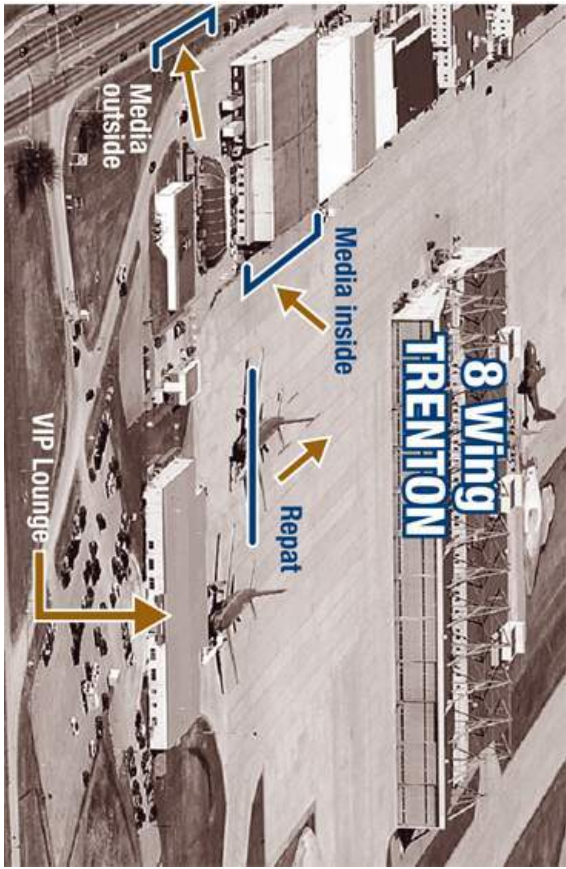 8 Wing
TRENTON
Repat
Media inside
Media
outside
VIP Lounge